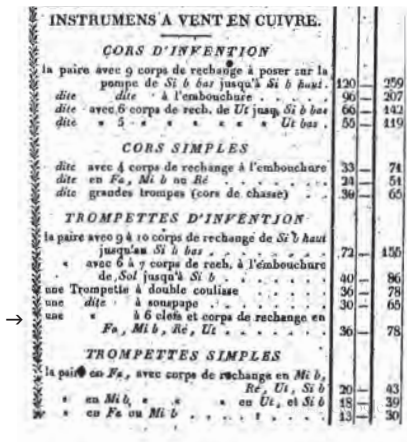 INSTRUMENS A VENT EN CUIVRE.
CORS D'INVENTION
la paire avec 9 corps de rechange à poser sur la
pompe de Si b bas jusqu'à Si b haut. 120 — 259
dite dite à l'embouchure . . . . 96 — 207
dite avec 6 corps de rech. de Ut jusq. Si b bas 66 — 142
dite " 5 " " " " Ut bas . 55 — 119
CORS SIMPLES
dite avec 4 corps de rechange à l'embouchure 33 — 71
dite en Fa, Mi b ou Ré . . . . 24 — 51
dite grandes trompes (cors de chasse) . . 30 — 65
TROMPETTES D'INVENTION
la paire avec 9 à 10 corps de rechange de Si b haut
jusqu'au Si b bas . . . . . . 72 — 155
" avec 6 à 7 corps de rech. à l'embouchure
de Sol jusqu'à Si b . . . . 40 — 86
une Trompette à double coulisse 36 — 78
une dite à soupape . . . . . 30 — 65
→ une " à 6 clefs et corps de rechange en
Fa, Mi b, Ré, Ut . . . . . 36 — 78
TROMPETTES SIMPLES
la paire en Fa, avec corps de rechange en Mi b,
Ré, Ut, Si b 20 — 43
" en Mi b, " " en Ut, et Si b 18 — 39
" en Fa ou Mi b . . . . . . 13 — 30